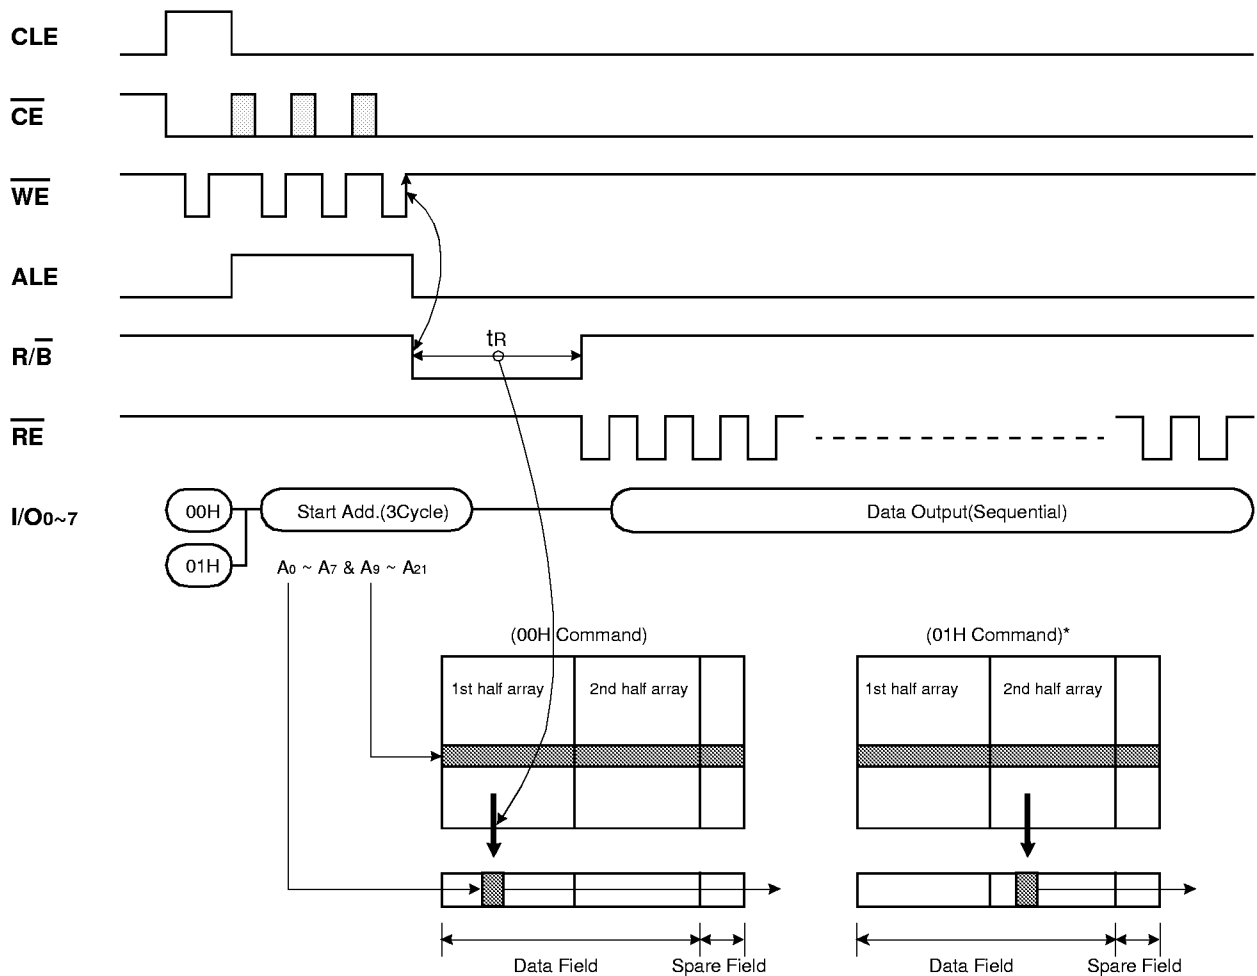 CLE
CE
WE
ALE
R/B
tR
RE
I/O0~7
00H
Start Add.(3Cycle)
Data Output(Sequential)
01H
A0 ~ A7 & A9 ~ A21
(00H Command)
(01H Command)*
1st half array
2nd half array
1st half array
2nd half array
Data Field
Spare Field
Data Field
Spare Field